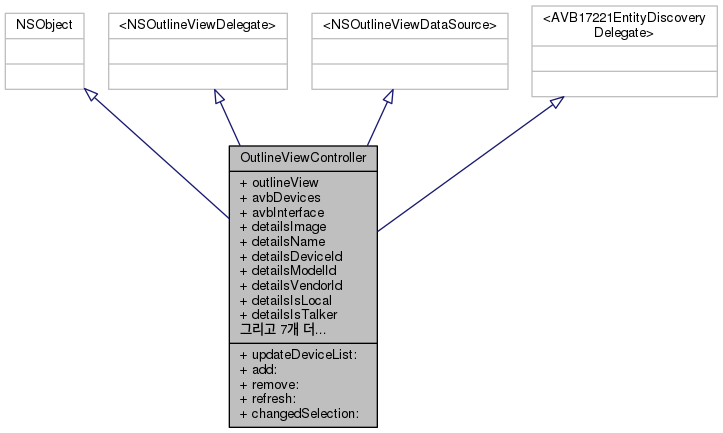 NSObject
<NSOutlineViewDelegate>
<NSOutlineViewDataSource>
<AVB17221EntityDiscovery
Delegate>
OutlineViewController
+ outlineView
+ avbDevices
+ avbInterface
+ detailsImage
+ detailsName
+ detailsDeviceId
+ detailsModelId
+ detailsVendorId
+ detailsIsLocal
+ detailsIsTalker
그리고 7개 더...
+ updateDeviceList:
+ add:
+ remove:
+ refresh:
+ changedSelection: